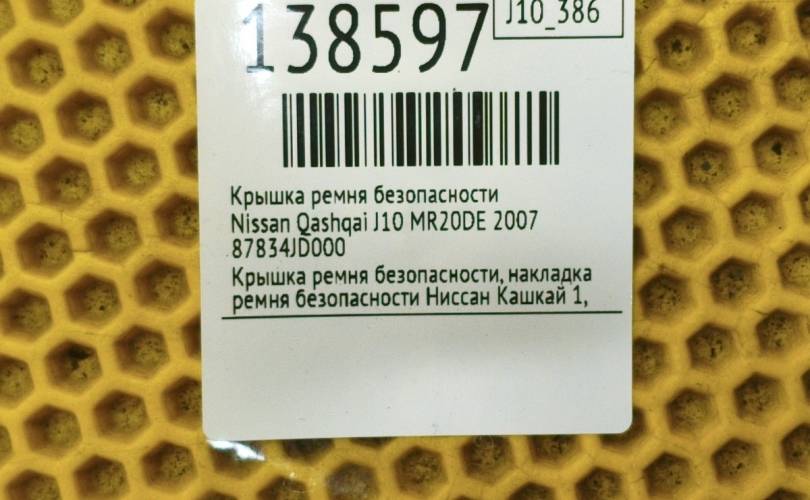 138597
J10_386
Крышка ремня безопасности
Nissan Qashqai J10 MR20DE 2007
87834JD000
Крышка ремня безопасности, накладка
ремня безопасности Ниссан Кашкай 1,